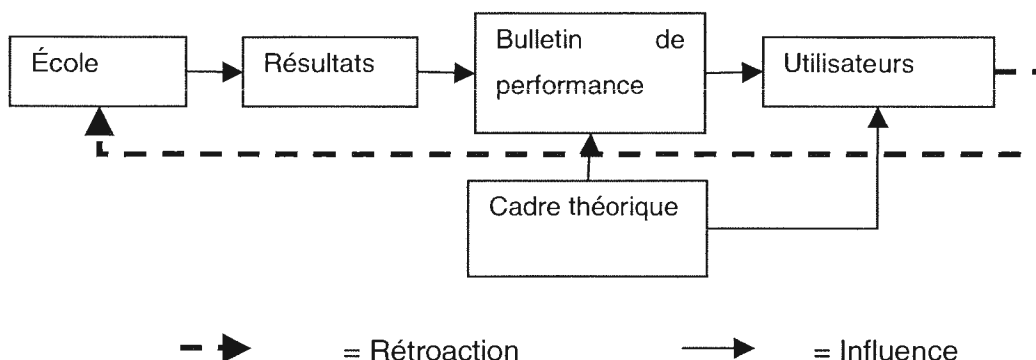 École
Résultats
Bulletin de
performance
Utilisateurs
Cadre théorique
= Rétroaction
= Influence